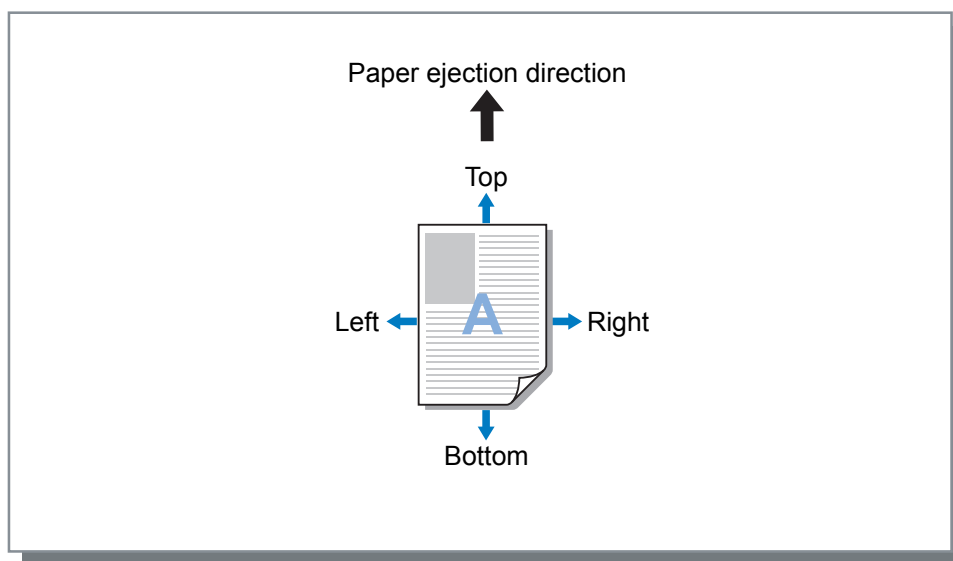 Paper ejection direction
Top
A
Left
Right
Bottom